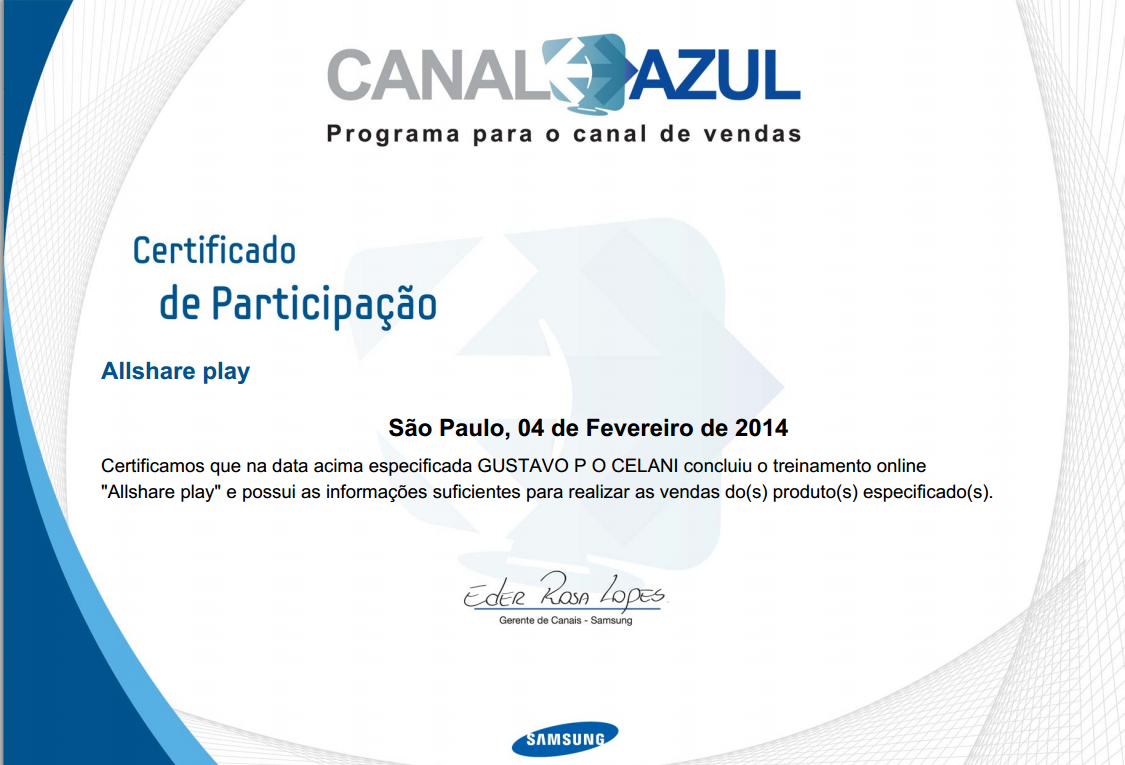 CANAL AZUL
Programa para o canal de vendas
Certificado
de Participação
Allshare play
São Paulo, 04 de Fevereiro de 2014
Certificamos que na data acima especificada GUSTAVO P O CELANI concluiu o treinamento online
"Allshare play" e possui as informações suficientes para realizar as vendas do(s) produto(s) especificado(s).
Eder Rosa Lopes
Gerente de Canais - Samsung
SAMSUNG